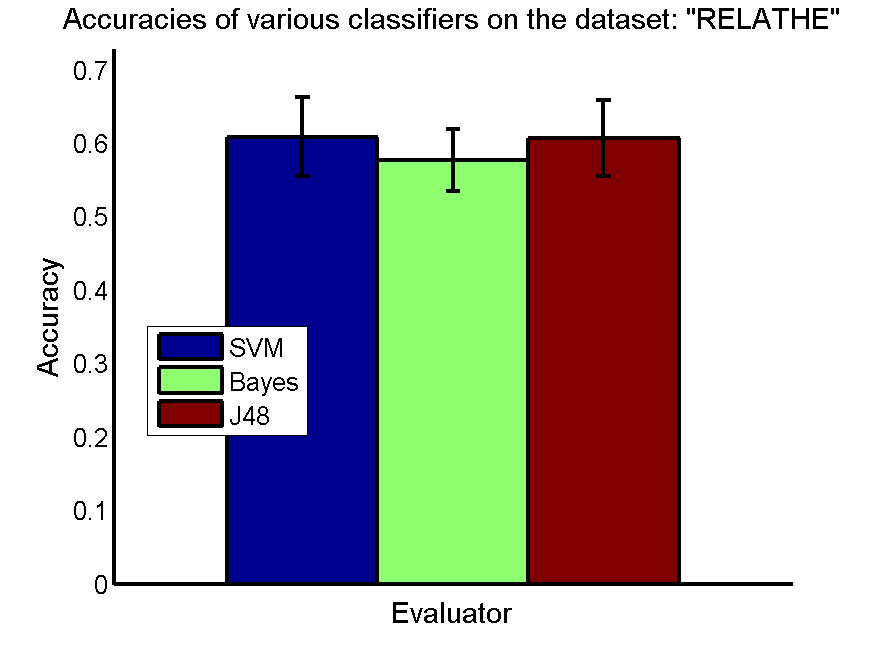 Accuracies of various classifiers on the dataset: "RELATHE"
0.7
0.6
0.5
0.4
0.3
0.2
0.1
0
Accuracy
SVM
Bayes
J48
Evaluator